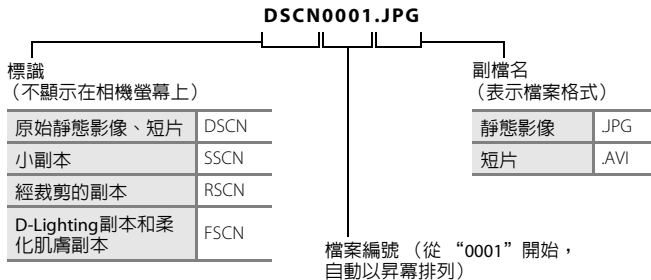 DSCN0001.JPG
標識
（不顯示在相機螢幕上）
原始靜態影像、短片 DSCN
小副本 SSCN
經裁剪的副本 RSCN
D-Lighting副本和柔
化肌膚副本 FSCN
副檔名
（表示檔案格式）
靜態影像 .JPG
短片 .AVI
檔案編號 （從 “0001”開始，
自動以昇冪排列）